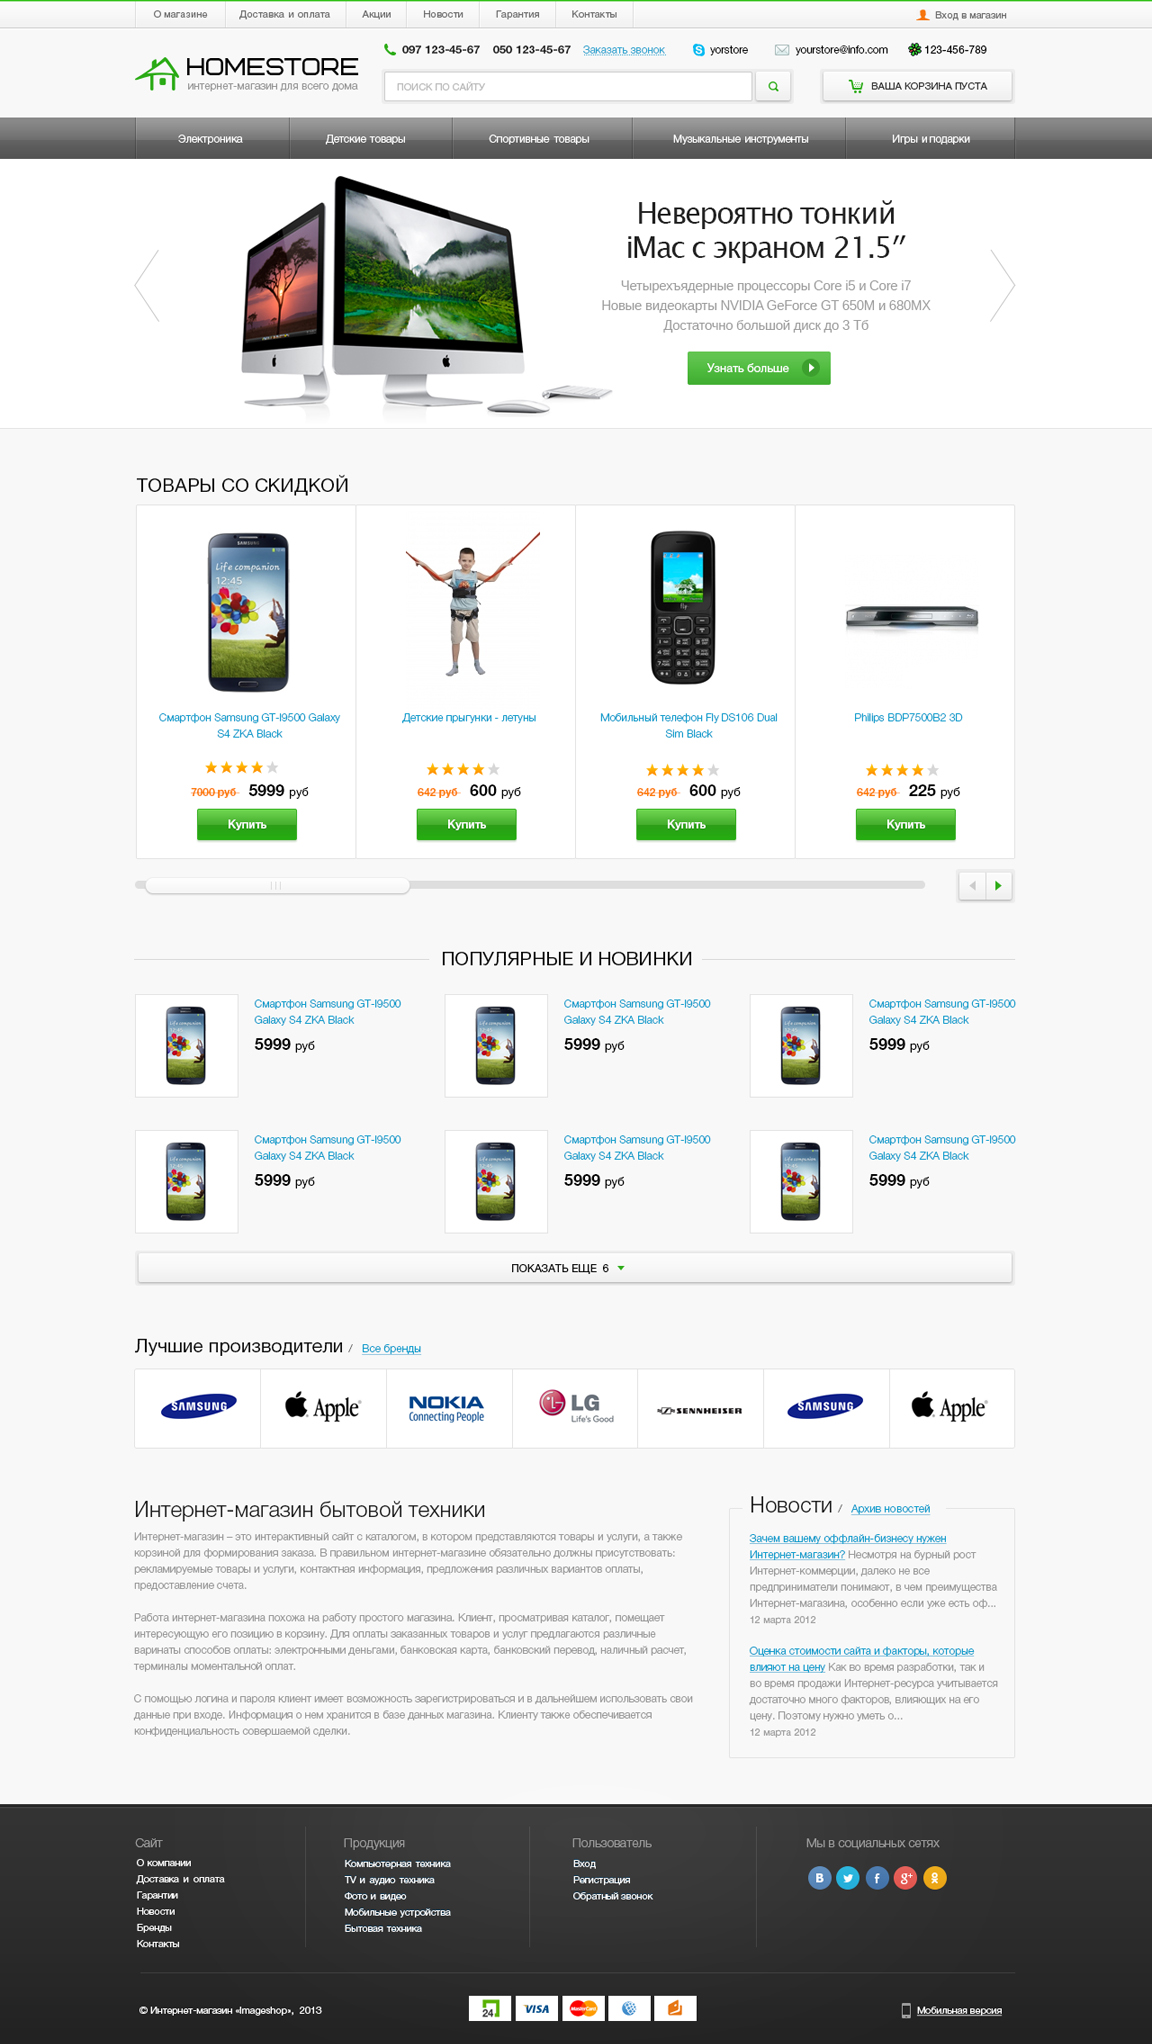 О магазине
Доставка и оплата
Акции
Новости
Гарантия
Контакты
Вход в магазин
HOMESTORE
интернет-магазин для всего дома
097 123-45-67
050 123-45-67
Заказать звонок
yorstore
yourstore@info.com
123-456-789
ПОИСК ПО САЙТУ
ВАША КОРЗИНА ПУСТА
Электроника
Детские товары
Спортивные товары
Музыкальные инструменты
Игры и подарки
Невероятно тонкий
iMac с экраном 21.5”
Четырехъядерные процессоры Core i5 и Core i7
Новые видеокарты NVIDIA GeForce GT 650M и 680MX
Достаточно большой диск до 3 Тб
Узнать больше
ТОВАРЫ СО СКИДКОЙ
SAMSUNG
Life companion
12:45
fly
Смартфон Samsung GT-I9500 Galaxy
S4 ZKA Black
7000 руб 5999 руб
Купить
Детские прыгунки - летуны
642 руб 600 руб
Купить
Мобильный телефон Fly DS106 Dual
Sim Black
642 руб 600 руб
Купить
Philips BDP7500B2 3D
642 руб 225 руб
Купить
ПОПУЛЯРНЫЕ И НОВИНКИ
Смартфон Samsung GT-I9500
Galaxy S4 ZKA Black
5999 руб
Смартфон Samsung GT-I9500
Galaxy S4 ZKA Black
5999 руб
Смартфон Samsung GT-I9500
Galaxy S4 ZKA Black
5999 руб
Смартфон Samsung GT-I9500
Galaxy S4 ZKA Black
5999 руб
Смартфон Samsung GT-I9500
Galaxy S4 ZKA Black
5999 руб
Смартфон Samsung GT-I9500
Galaxy S4 ZKA Black
5999 руб
ПОКАЗАТЬ ЕЩЕ 6
Лучшие производители / Все бренды
SAMSUNG
Apple
NOKIA
Connecting People
LG
Life's Good
SENNHEISER
SAMSUNG
Apple
Интернет-магазин бытовой техники
Интернет-магазин – это интерактивный сайт с каталогом, в котором представляются товары и услуги, а также
корзиной для формирования заказа. В правильном интернет-магазине обязательно должны присутствовать:
рекламируемые товары и услуги, контактная информация, предложения различных вариантов оплаты,
предоставление счета.
Работа интернет-магазина похожа на работу простого магазина. Клиент, просматривая каталог, помещает
интересующую его позицию в корзину. Для оплаты заказанных товаров и услуг предлагаются различные
варинаты способов оплаты: электронными деньгами, банковская карта, банковский перевод, наличный расчет,
терминалы моментальной оплат.
С помощью логина и пароля клиент имеет возможность зарегистрироваться и в дальнейшем использовать свои
данные при входе. Информация о нем хранится в базе данных магазина. Клиенту также обеспечивается
конфиденциальность совершаемой сделки.
Новости / Архив новостей
Зачем вашему оффлайн-бизнесу нужен
Интернет-магазин? Несмотря на бурный рост
Интернет-коммерции, далеко не все
предприниматели понимают, в чем преимущества
Интернет-магазина, особенно если уже есть оф...
12 марта 2012
Оценка стоимости сайта и факторы, которые
влияют на цену Как во время разработки, так и
во время продажи Интернет-ресурса учитывается
достаточно много факторов, влияющих на его
цену. Поэтому нужно уметь о...
12 марта 2012
Сайт
О компании
Доставка и оплата
Гарантии
Новости
Бренды
Контакты
Продукция
Компьютерная техника
TV и аудио техника
Фото и видео
Мобильные устройства
Бытовая техника
Пользователь
Вход
Регистрация
Обратный звонок
Мы в социальных сетях
© Интернет-магазин «Imageshop», 2013
24
VISA
MasterCard
Мобильная версия